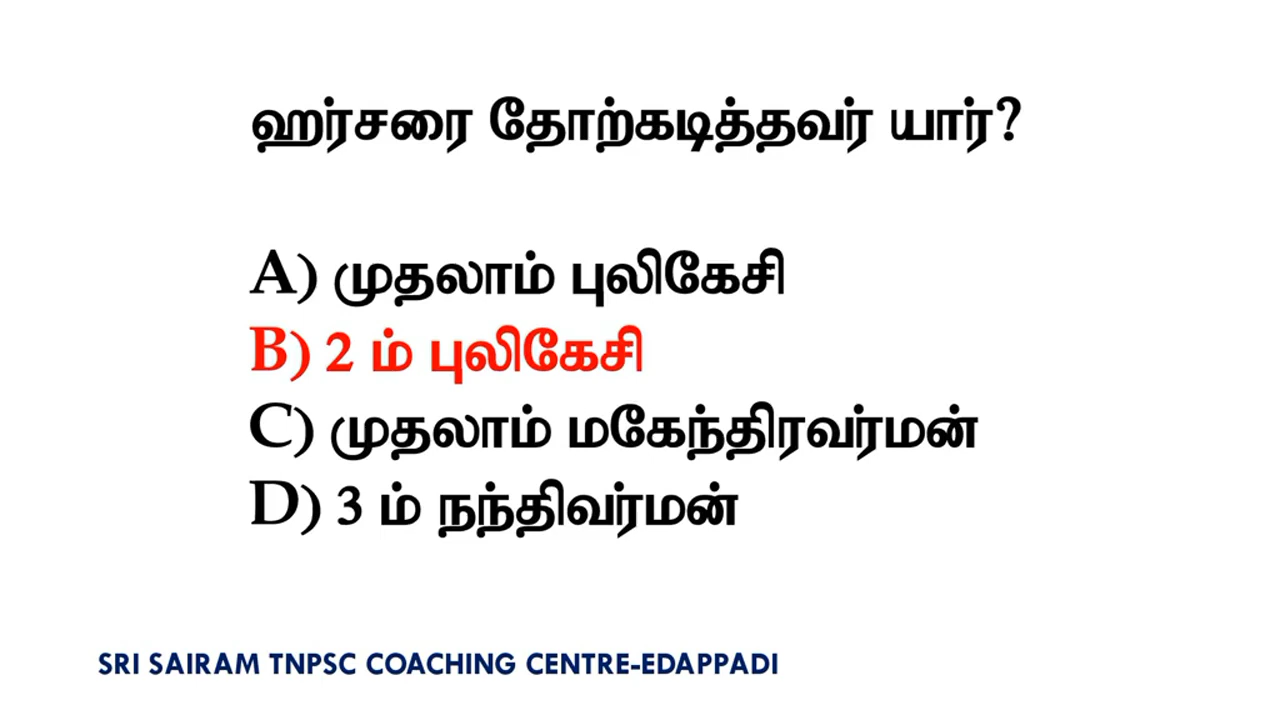 ஹர்சரை தோற்கடித்தவர் யார்?
A) முதலாம் புலிகேசி
B) 2 ம் புலிகேசி
C) முதலாம் மகேந்திரவர்மன்
D) 3 ம் நந்திவர்மன்
SRI SAIRAM TNPSC COACHING CENTRE-EDAPPADI